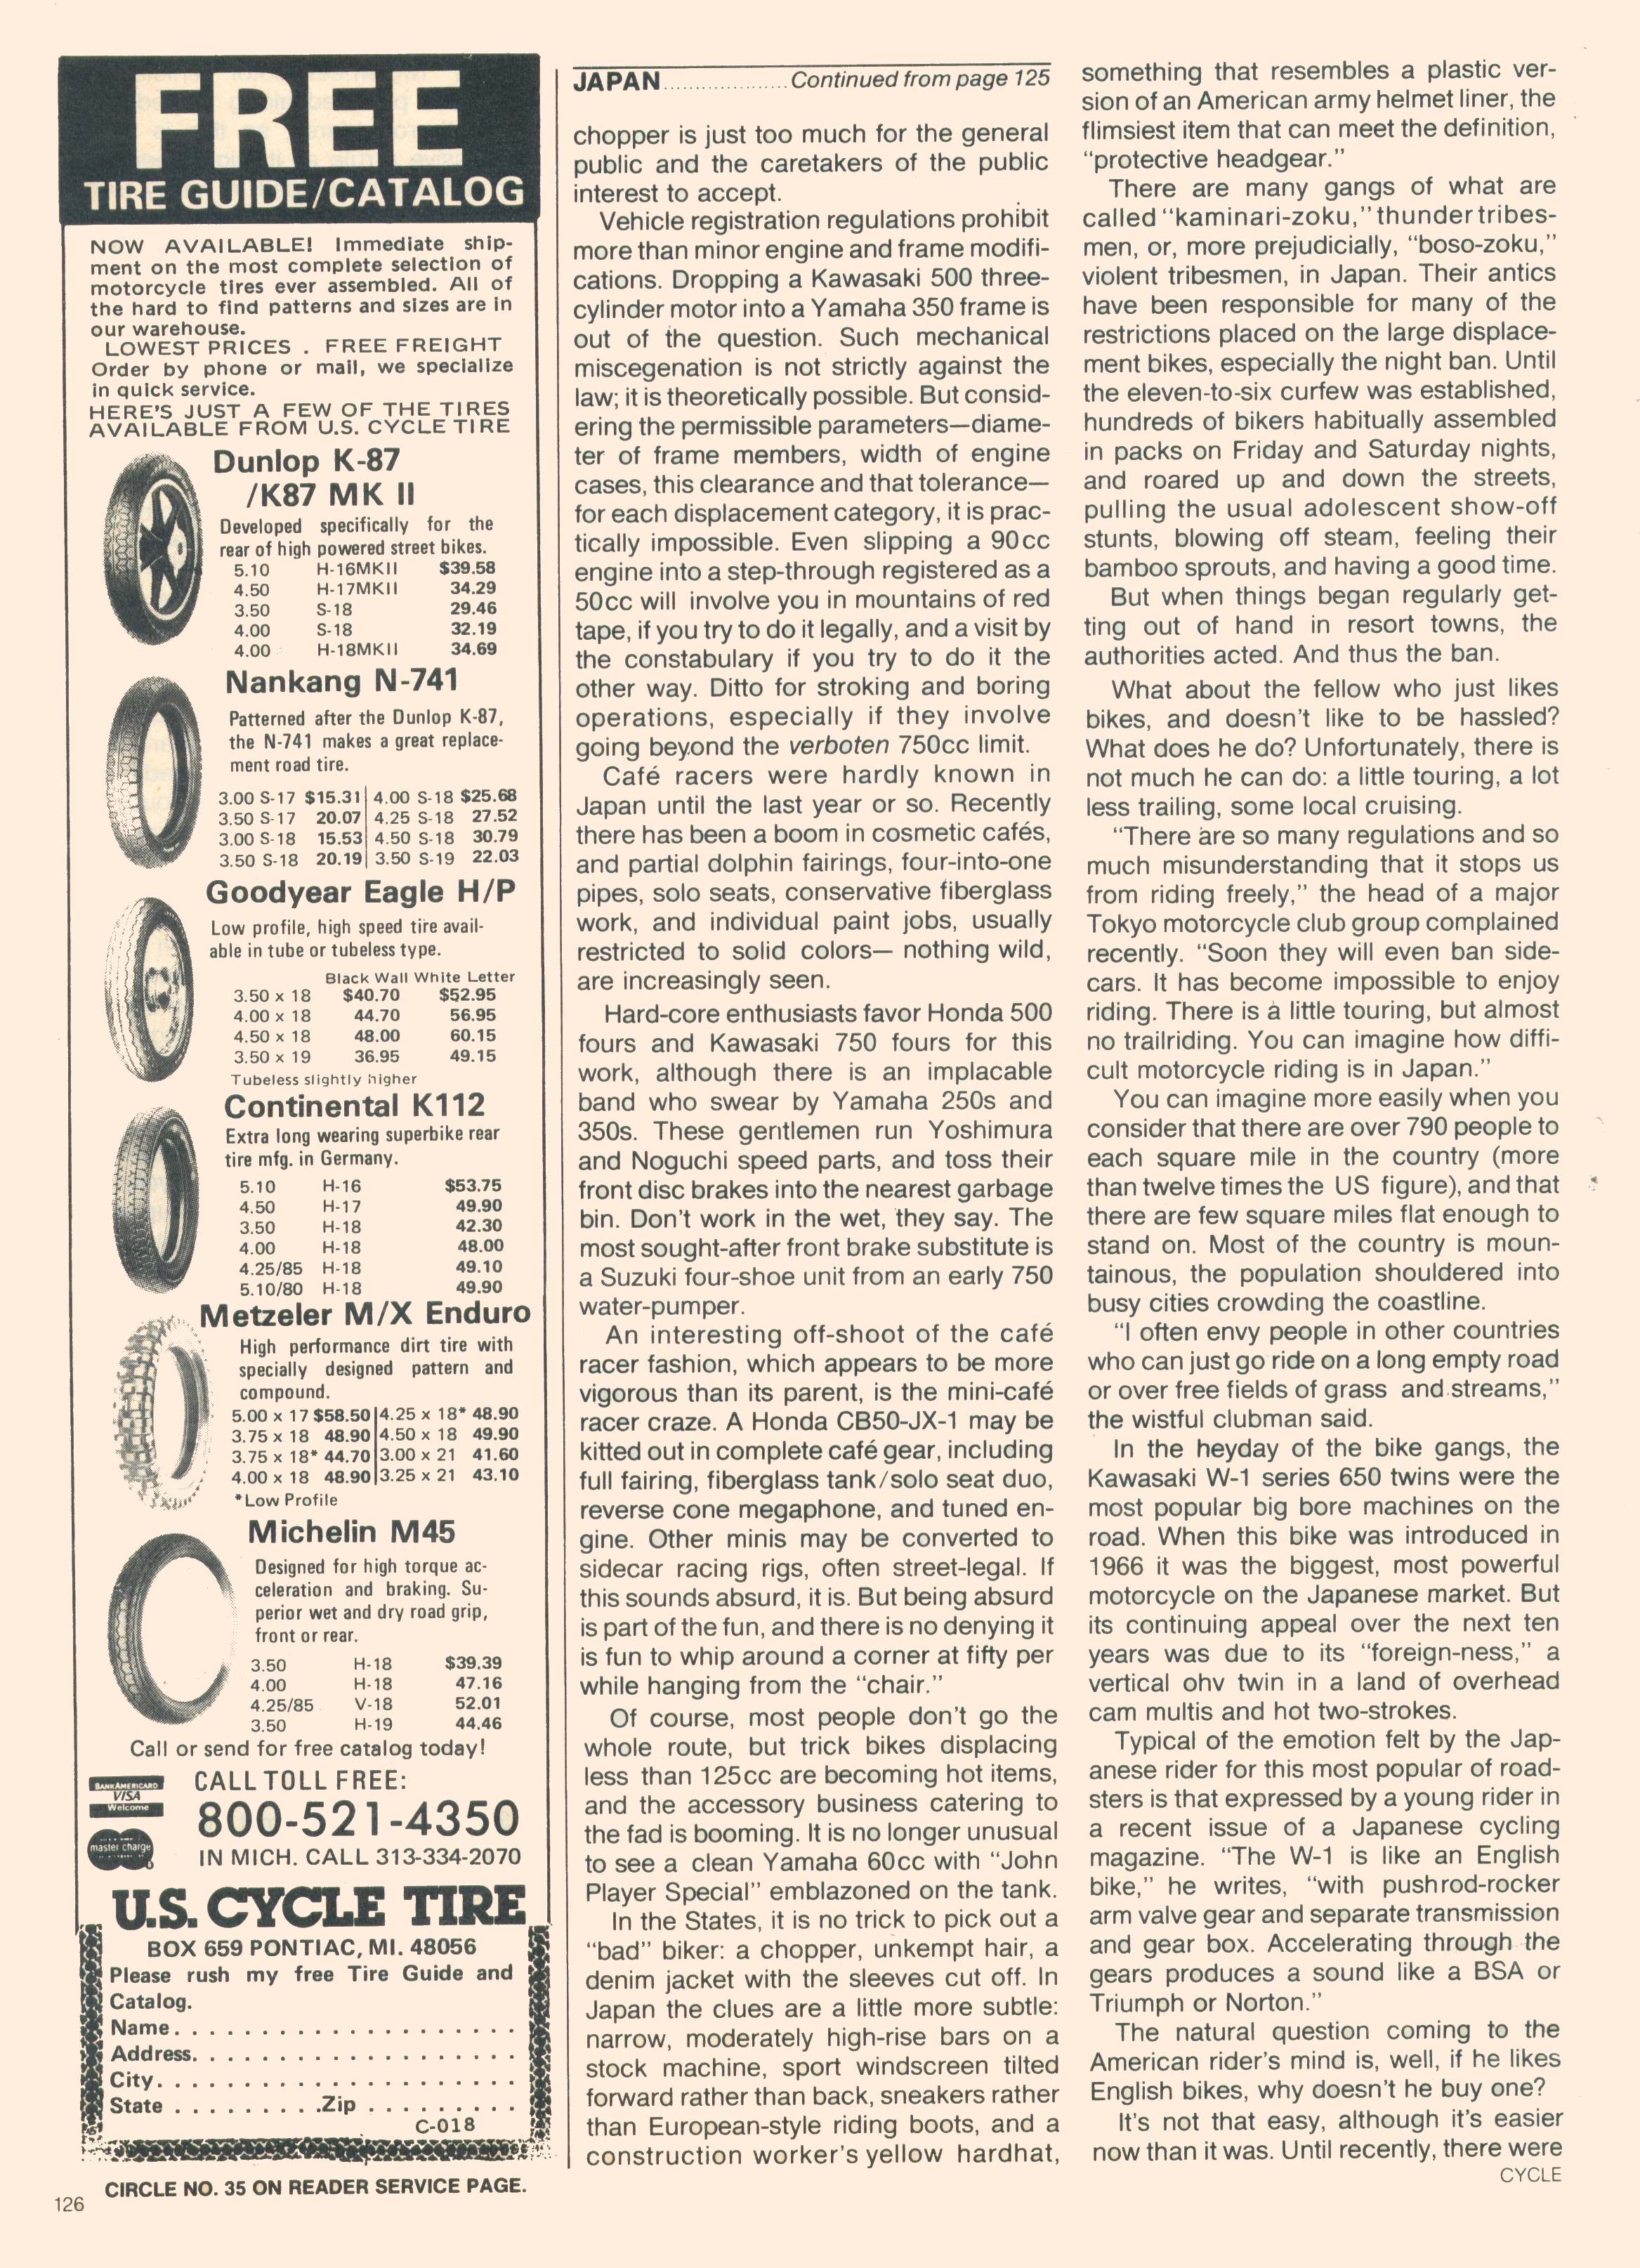 FREE
TIRE GUIDE/CATALOG
NOW AVAILABLE! Immediate ship-
ment on the most complete selection of
motorcycle tires ever assembled. All of
the hard to find patterns and sizes are in
our warehouse.
LOWEST PRICES . FREE FREIGHT
Order by phone or mail, we specialize
in quick service.
HERE'S JUST A FEW OF THE TIRES
AVAILABLE FROM U.S. CYCLE TIRE
Dunlop K-87
/K87 MK II
Developed specifically for the
rear of high powered street bikes.
5.10 H-16MKII $39.58
4.50 H-17MKII 34.29
3.50 S-18 29.46
4.00 S-18 32.19
4.00 H-18MKII 34.69
Nankang N-741
Patterned after the Dunlop K-87,
the N-741 makes a great replace-
ment road tire.
3.00 S-17 $15.31 4.00 S-18 $25.68
3.50 S-17 20.07 4.25 S-18 27.52
3.00 S-18 15.53 4.50 S-18 30.79
3.50 S-18 20.19 3.50 S-19 22.03
Goodyear Eagle H/P
Low profile, high speed tire avail-
able in tube or tubeless type.
Black Wall White Letter
3.50 x 18 $40.70 $52.95
4.00 x 18 44.70 56.95
4.50 x 18 48.00 60.15
3.50 x 19 36.95 49.15
Tubeless slightly higher
Continental K112
Extra long wearing superbike rear
tire mfg. in Germany.
5.10 H-16 $53.75
4.50 H-17 49.90
3.50 H-18 42.30
4.00 H-18 48.00
4.25/85 H-18 49.10
5.10/80 H-18 49.90
Metzeler M/X Enduro
High performance dirt tire with
specially designed pattern and
compound.
5.00 x 17 $58.50 4.25 x 18* 48.90
3.75 x 18 48.90 4.50 x 18 49.90
3.75 x 18* 44.70 3.00 x 21 41.60
4.00 x 18 48.90 3.25 x 21 43.10
*Low Profile
Michelin M45
Designed for high torque ac-
celeration and braking. Su-
perior wet and dry road grip,
front or rear.
3.50 H-18 $39.39
4.00 H-18 47.16
4.25/85 V-18 52.01
3.50 H-19 44.46
Call or send for free catalog today!
BANKAMERICARD
VISA
Welcome
master charge
CALL TOLL FREE:
800-521-4350
IN MICH. CALL 313-334-2070
U.S. CYCLE TIRE
BOX 659 PONTIAC, MI. 48056
Please rush my free Tire Guide and
Catalog.
Name. . . . . . . . . . . . . . . . . . . . .
Address. . . . . . . . . . . . . . . . . . . .
City. . . . . . . . . . . . . . . . . . . . . .
State . . . . . . . . .Zip . . . . . . . . .
C-018
CIRCLE NO. 35 ON READER SERVICE PAGE.
126
JAPAN.....................Continued from page 125
chopper is just too much for the general
public and the caretakers of the public
interest to accept.
Vehicle registration regulations prohibit
more than minor engine and frame modifi-
cations. Dropping a Kawasaki 500 three-
cylinder motor into a Yamaha 350 frame is
out of the question. Such mechanical
miscegenation is not strictly against the
law; it is theoretically possible. But consid-
ering the permissible parameters—diame-
ter of frame members, width of engine
cases, this clearance and that tolerance—
for each displacement category, it is prac-
tically impossible. Even slipping a 90cc
engine into a step-through registered as a
50cc will involve you in mountains of red
tape, if you try to do it legally, and a visit by
the constabulary if you try to do it the
other way. Ditto for stroking and boring
operations, especially if they involve
going beyond the verboten 750cc limit.
Café racers were hardly known in
Japan until the last year or so. Recently
there has been a boom in cosmetic cafés,
and partial dolphin fairings, four-into-one
pipes, solo seats, conservative fiberglass
work, and individual paint jobs, usually
restricted to solid colors— nothing wild,
are increasingly seen.
Hard-core enthusiasts favor Honda 500
fours and Kawasaki 750 fours for this
work, although there is an implacable
band who swear by Yamaha 250s and
350s. These gentlemen run Yoshimura
and Noguchi speed parts, and toss their
front disc brakes into the nearest garbage
bin. Don't work in the wet, they say. The
most sought-after front brake substitute is
a Suzuki four-shoe unit from an early 750
water-pumper.
An interesting off-shoot of the café
racer fashion, which appears to be more
vigorous than its parent, is the mini-café
racer craze. A Honda CB50-JX-1 may be
kitted out in complete café gear, including
full fairing, fiberglass tank/solo seat duo,
reverse cone megaphone, and tuned en-
gine. Other minis may be converted to
sidecar racing rigs, often street-legal. If
this sounds absurd, it is. But being absurd
is part of the fun, and there is no denying it
is fun to whip around a corner at fifty per
while hanging from the "chair."
Of course, most people don't go the
whole route, but trick bikes displacing
less than 125cc are becoming hot items,
and the accessory business catering to
the fad is booming. It is no longer unusual
to see a clean Yamaha 60cc with "John
Player Special" emblazoned on the tank.
In the States, it is no trick to pick out a
"bad" biker: a chopper, unkempt hair, a
denim jacket with the sleeves cut off. In
Japan the clues are a little more subtle:
narrow, moderately high-rise bars on a
stock machine, sport windscreen tilted
forward rather than back, sneakers rather
than European-style riding boots, and a
construction worker's yellow hardhat,
something that resembles a plastic ver-
sion of an American army helmet liner, the
flimsiest item that can meet the definition,
"protective headgear."
There are many gangs of what are
called "kaminari-zoku," thunder tribes-
men, or, more prejudicially, "boso-zoku,"
violent tribesmen, in Japan. Their antics
have been responsible for many of the
restrictions placed on the large displace-
ment bikes, especially the night ban. Until
the eleven-to-six curfew was established,
hundreds of bikers habitually assembled
in packs on Friday and Saturday nights,
and roared up and down the streets,
pulling the usual adolescent show-off
stunts, blowing off steam, feeling their
bamboo sprouts, and having a good time.
But when things began regularly get-
ting out of hand in resort towns, the
authorities acted. And thus the ban.
What about the fellow who just likes
bikes, and doesn't like to be hassled?
What does he do? Unfortunately, there is
not much he can do: a little touring, a lot
less trailing, some local cruising.
"There are so many regulations and so
much misunderstanding that it stops us
from riding freely," the head of a major
Tokyo motorcycle club group complained
recently. "Soon they will even ban side-
cars. It has become impossible to enjoy
riding. There is a little touring, but almost
no trailriding. You can imagine how diffi-
cult motorcycle riding is in Japan."
You can imagine more easily when you
consider that there are over 790 people to
each square mile in the country (more
than twelve times the US figure), and that
there are few square miles flat enough to
stand on. Most of the country is moun-
tainous, the population shouldered into
busy cities crowding the coastline.
"I often envy people in other countries
who can just go ride on a long empty road
or over free fields of grass and streams,"
the wistful clubman said.
In the heyday of the bike gangs, the
Kawasaki W-1 series 650 twins were the
most popular big bore machines on the
road. When this bike was introduced in
1966 it was the biggest, most powerful
motorcycle on the Japanese market. But
its continuing appeal over the next ten
years was due to its "foreign-ness," a
vertical ohv twin in a land of overhead
cam multis and hot two-strokes.
Typical of the emotion felt by the Jap-
anese rider for this most popular of road-
sters is that expressed by a young rider in
a recent issue of a Japanese cycling
magazine. "The W-1 is like an English
bike," he writes, "with pushrod-rocker
arm valve gear and separate transmission
and gear box. Accelerating through the
gears produces a sound like a BSA or
Triumph or Norton."
The natural question coming to the
American rider's mind is, well, if he likes
English bikes, why doesn't he buy one?
It's not that easy, although it's easier
now than it was. Until recently, there were
CYCLE